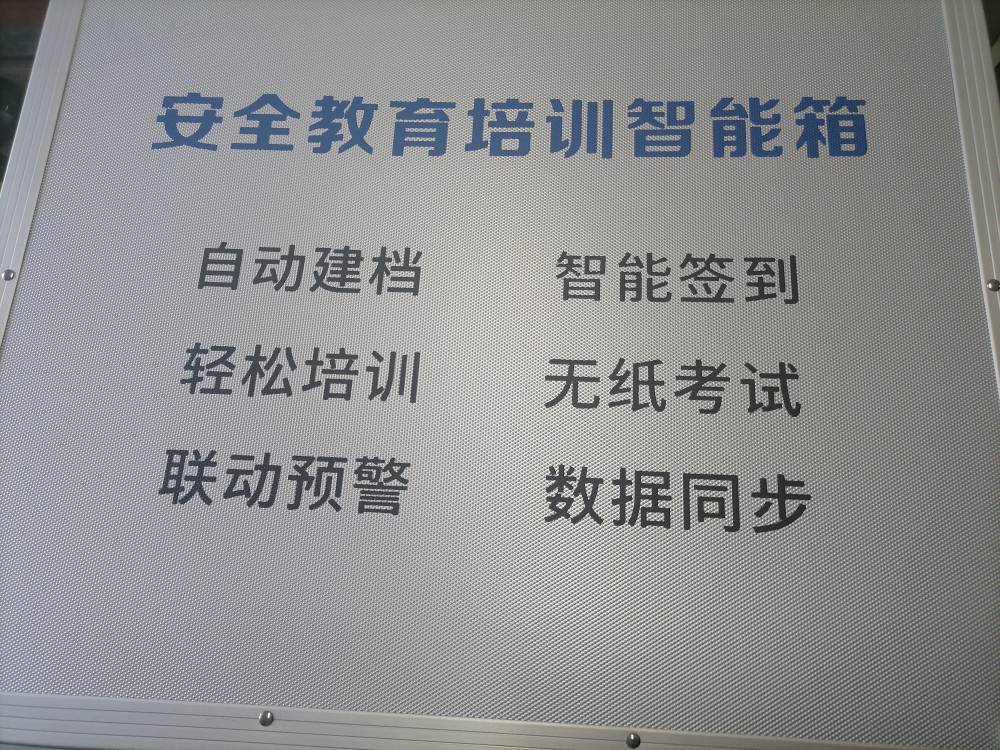 安全教育培训智能箱
自动建档 智能签到
轻松培训 无纸考试
联动预警 数据同步